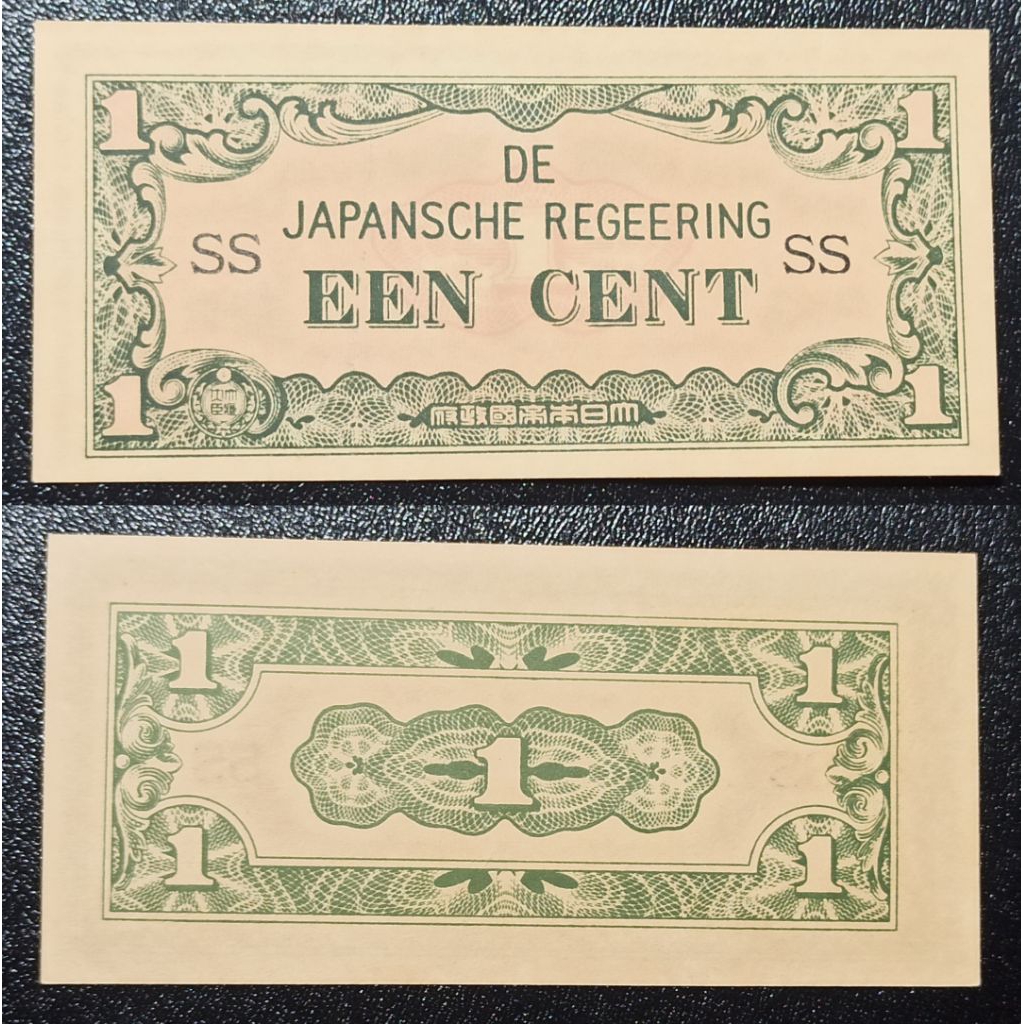 1 1
DE
JAPANSCHE REGEERING
SS SS
EEN CENT
1 1
府政國帝本日大
1 1
1
1 1